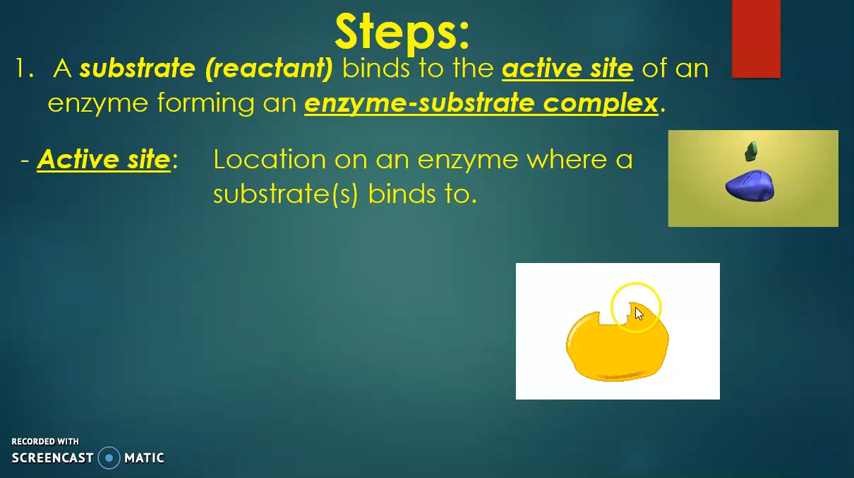 Steps:
1. A substrate (reactant) binds to the active site of an
enzyme forming an enzyme-substrate complex.
- Active site: Location on an enzyme where a
substrate(s) binds to.
RECORDED WITH
SCREENCAST MATIC